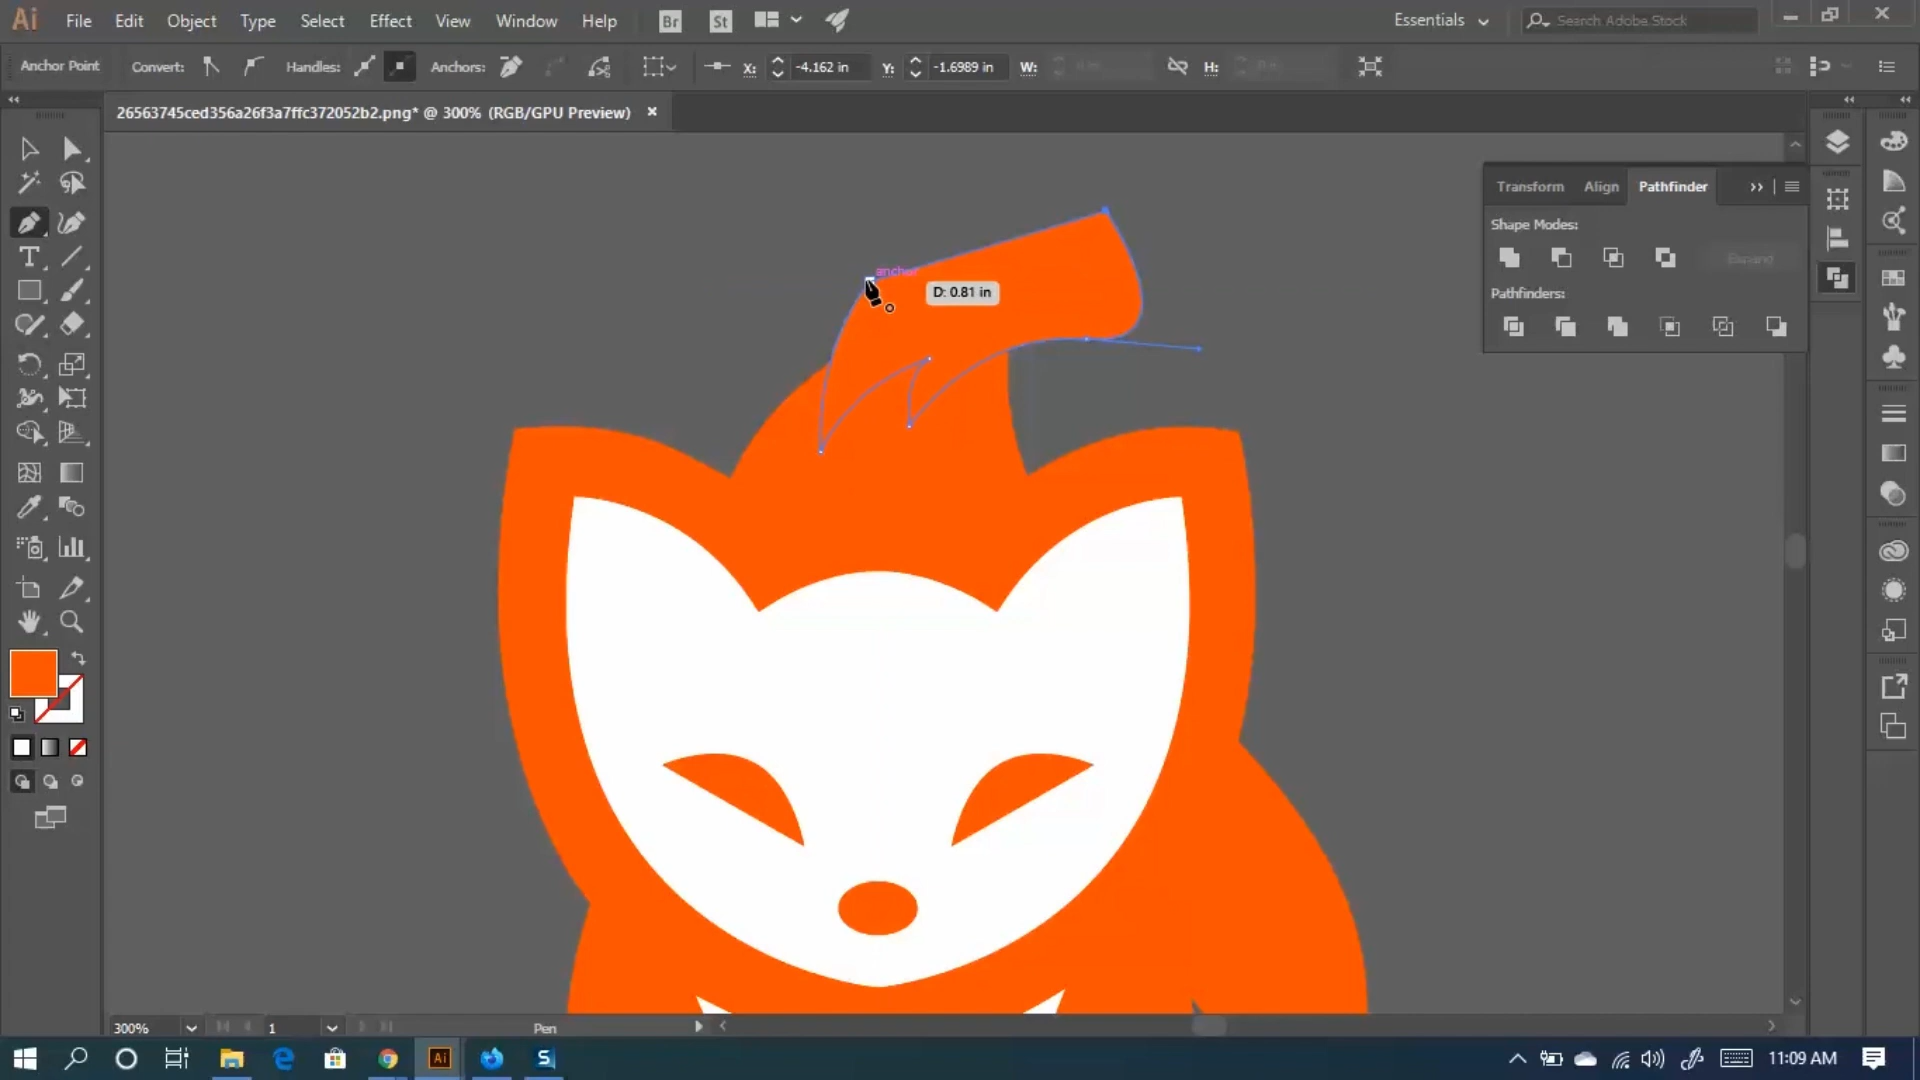 Ai File Edit Object Type Select Effect View Window Help Br St Essentials Search Adobe Stock
Anchor Point Convert: Handles: Anchors: X: -4.162 in Y: -1.6989 in W: H:
26563745ced356a26f3a7ffc372052b2.png* @ 300% (RGB/GPU Preview)
Transform Align Pathfinder
Shape Modes:
Expand
Pathfinders:
anchor
D: 0.81 in
300% 1 Pen
Ai S 11:09 AM